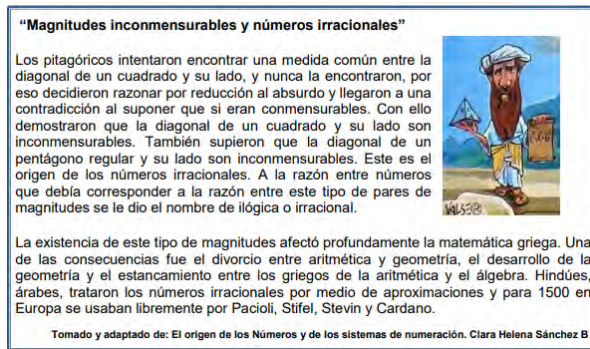 “Magnitudes inconmensurables y números irracionales”
Los pitagóricos intentaron encontrar una medida común entre la
diagonal de un cuadrado y su lado, y nunca la encontraron, por
eso decidieron razonar por reducción al absurdo y llegaron a una
contradicción al suponer que si eran conmensurables. Con ello
demostraron que la diagonal de un cuadrado y su lado son
inconmensurables. También supieron que la diagonal de un
pentágono regular y su lado son inconmensurables. Este es el
origen de los números irracionales. A la razón entre números
que debía corresponder a la razón entre este tipo de pares de
magnitudes se le dio el nombre de ilógica o irracional.
La existencia de este tipo de magnitudes afectó profundamente la matemática griega. Una
de las consecuencias fue el divorcio entre aritmética y geometría, el desarrollo de la
geometría y el estancamiento entre los griegos de la aritmética y el álgebra. Hindúes,
árabes, trataron los números irracionales por medio de aproximaciones y para 1500 en
Europa se usaban libremente por Pacioli, Stifel, Stevin y Cardano.
Tomado y adaptado de: El origen de los Números y de los sistemas de numeración. Clara Helena Sánchez B